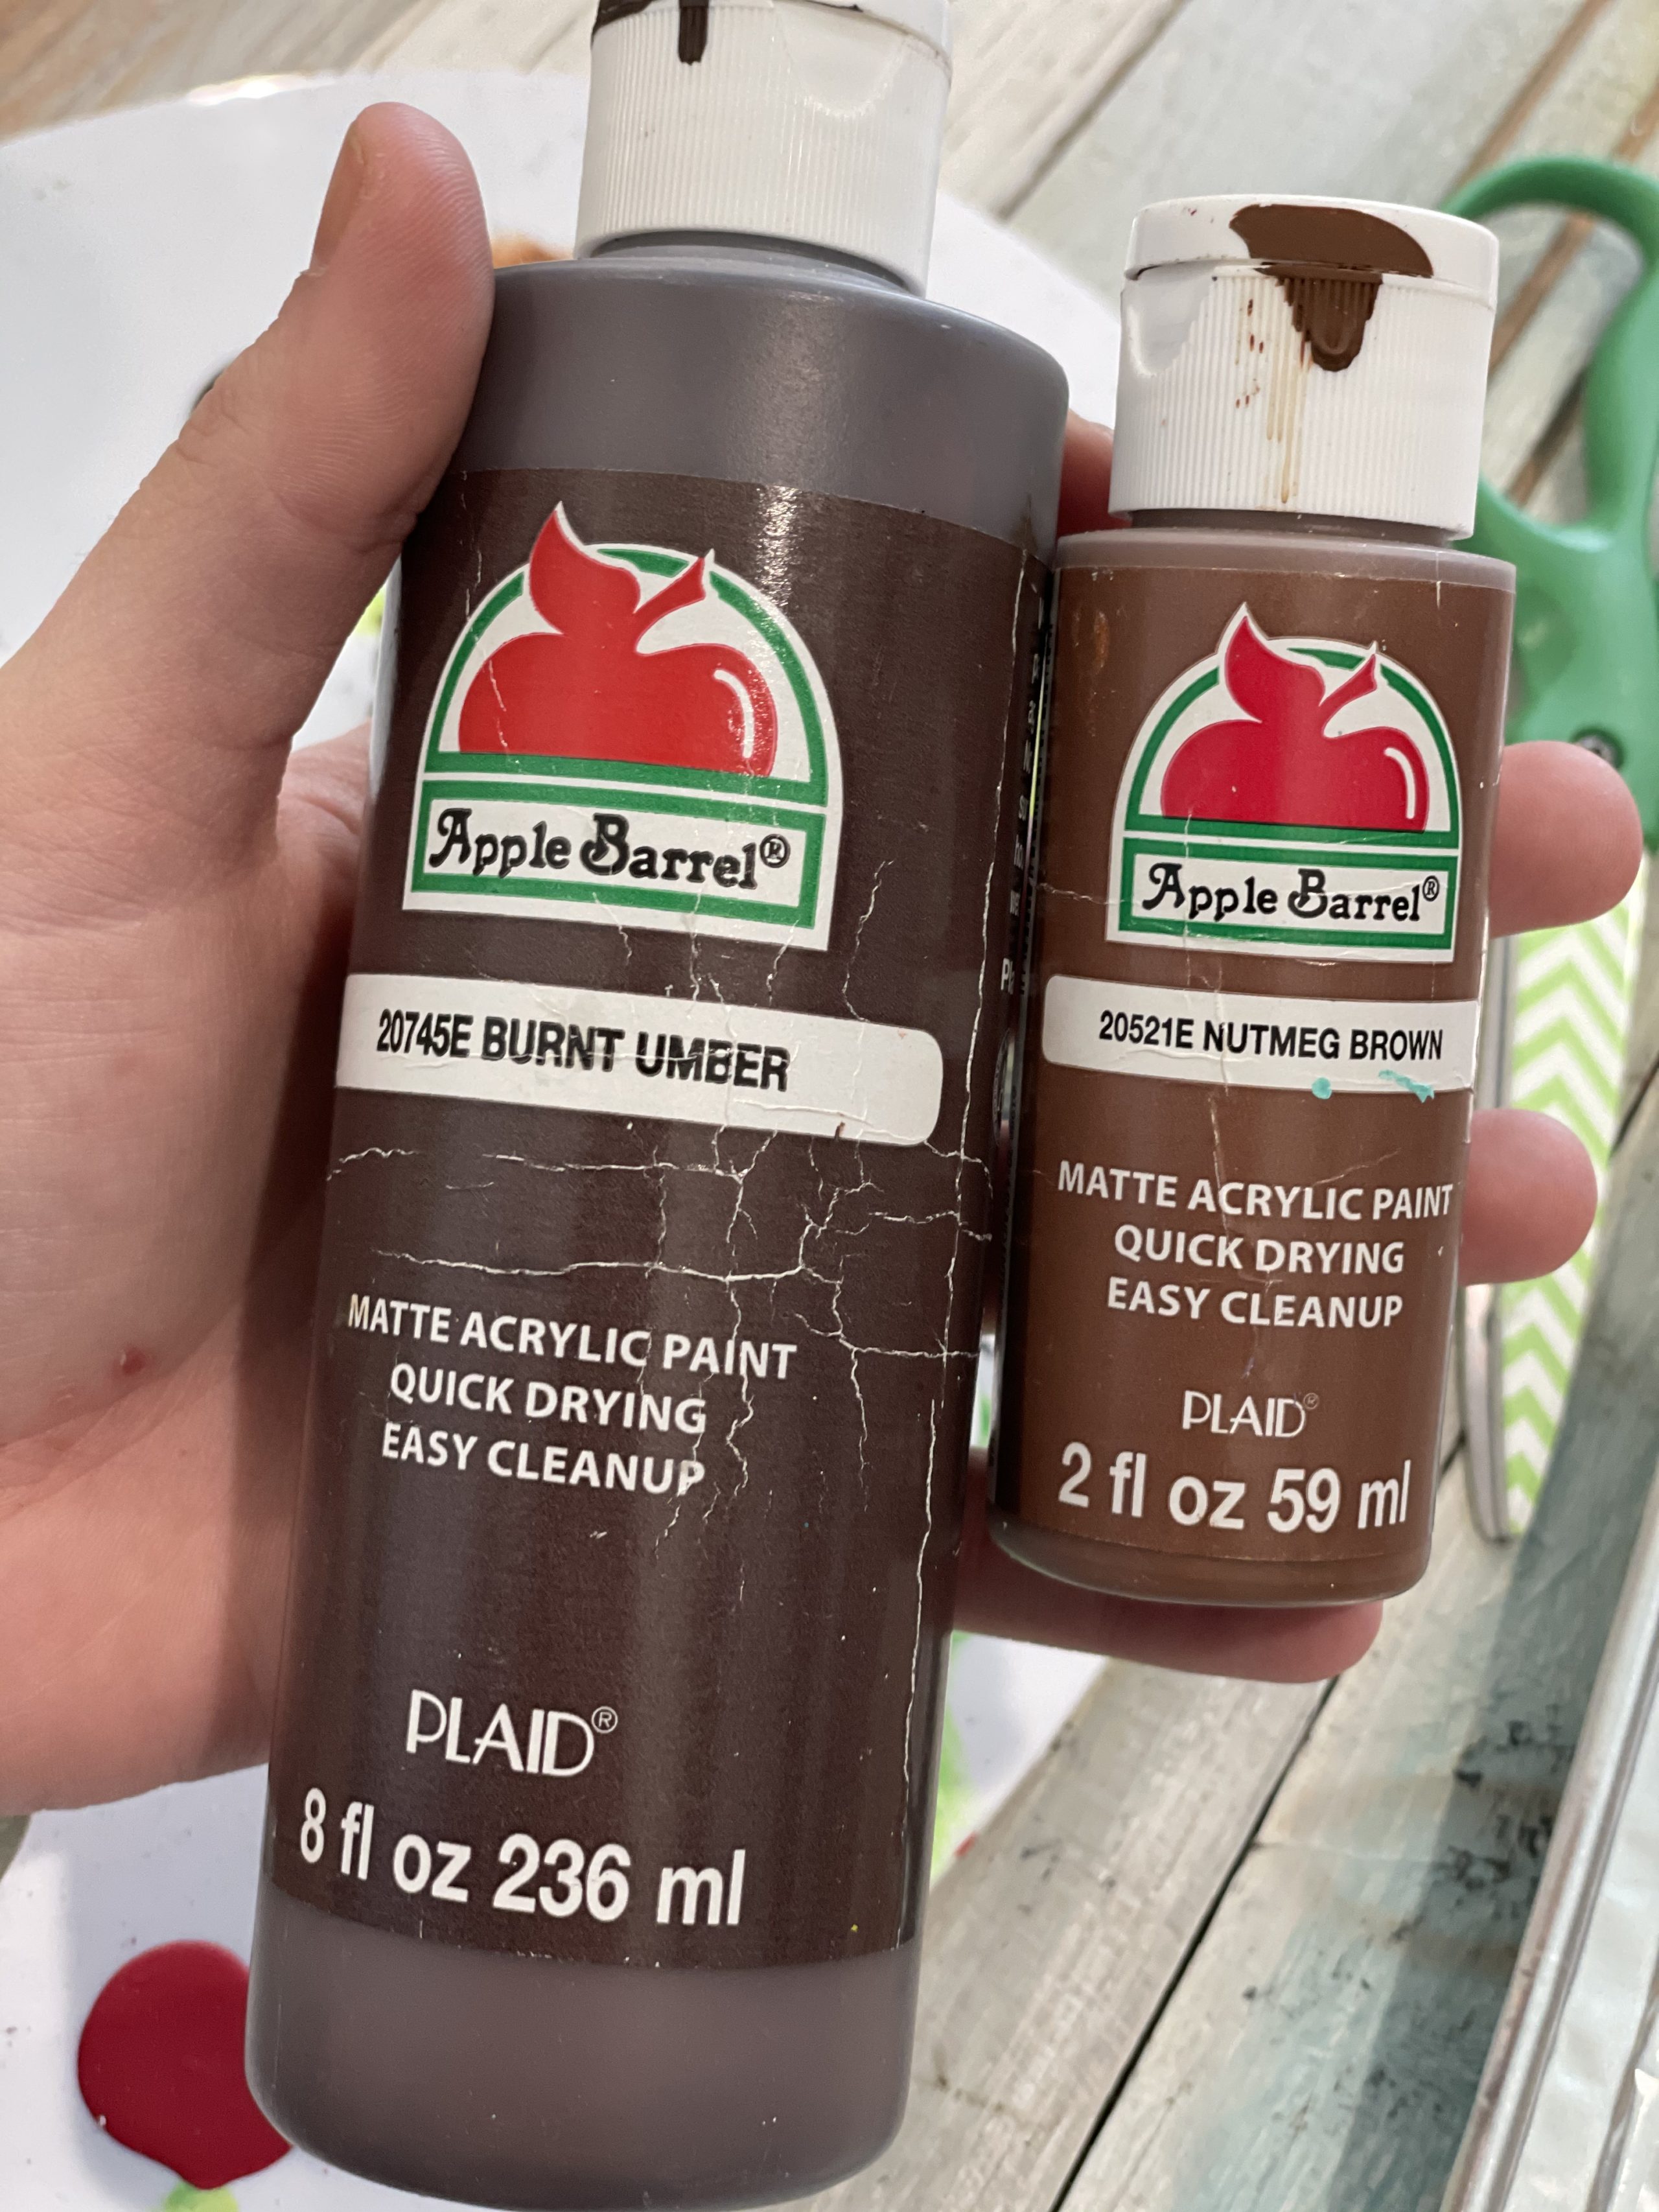 Apple Barrel®
20745E BURNT UMBER
MATTE ACRYLIC PAINT
QUICK DRYING
EASY CLEANUP
PLAID®
8 fl oz 236 ml
Apple Barrel®
20521E NUTMEG BROWN
MATTE ACRYLIC PAINT
QUICK DRYING
EASY CLEANUP
PLAID®
2 fl oz 59 ml